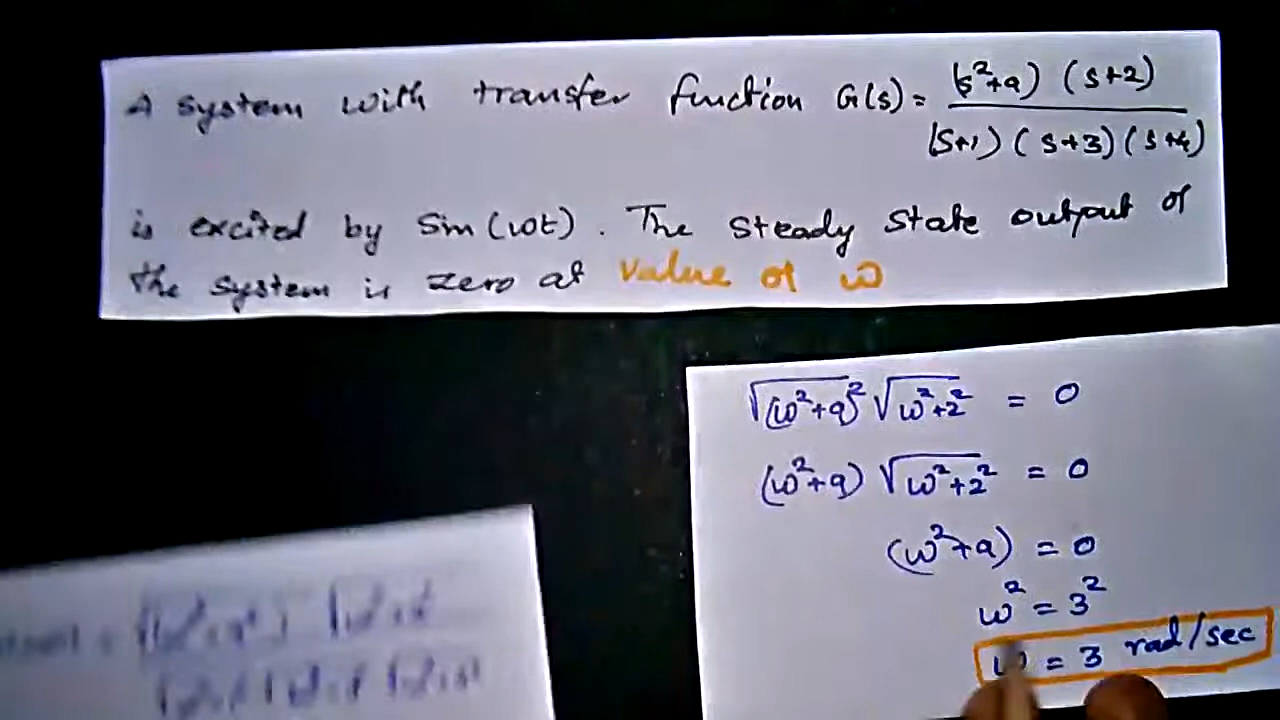 A system with transfer function G(s) = (s²+9) (s+2)
(s+1) (s+3) (s+4)
is excited by Sin(ωt). The steady state output of
the system is zero at value of ω
√(ω²+9)² √ω²+2² = 0
(ω²+9) √ω²+2² = 0
(ω²+9) = 0
ω² = 3²
ω = 3 rad/sec